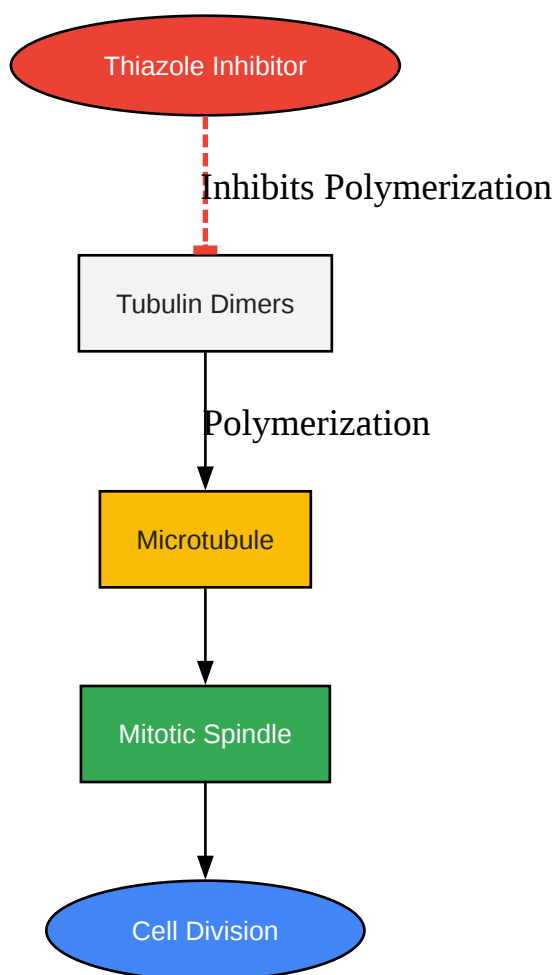 Thiazole Inhibitor
Inhibits Polymerization
Tubulin Dimers
Polymerization
Microtubule
Mitotic Spindle
Cell Division